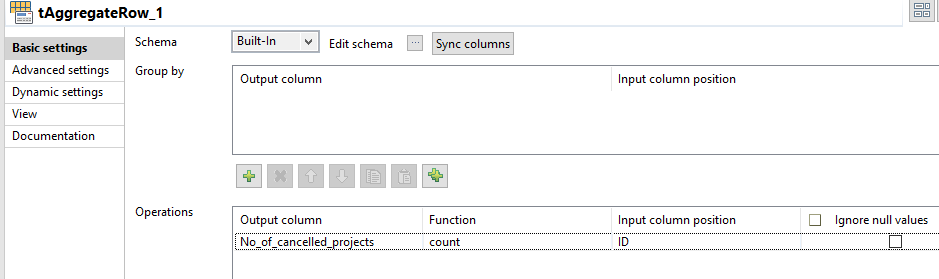 tAggregateRow_1
Basic settings
Advanced settings
Dynamic settings
View
Documentation
Schema Built-In Edit schema ... Sync columns
Group by
Output column Input column position
Operations
Output column Function Input column position Ignore null values
No_of_cancelled_projects count ID